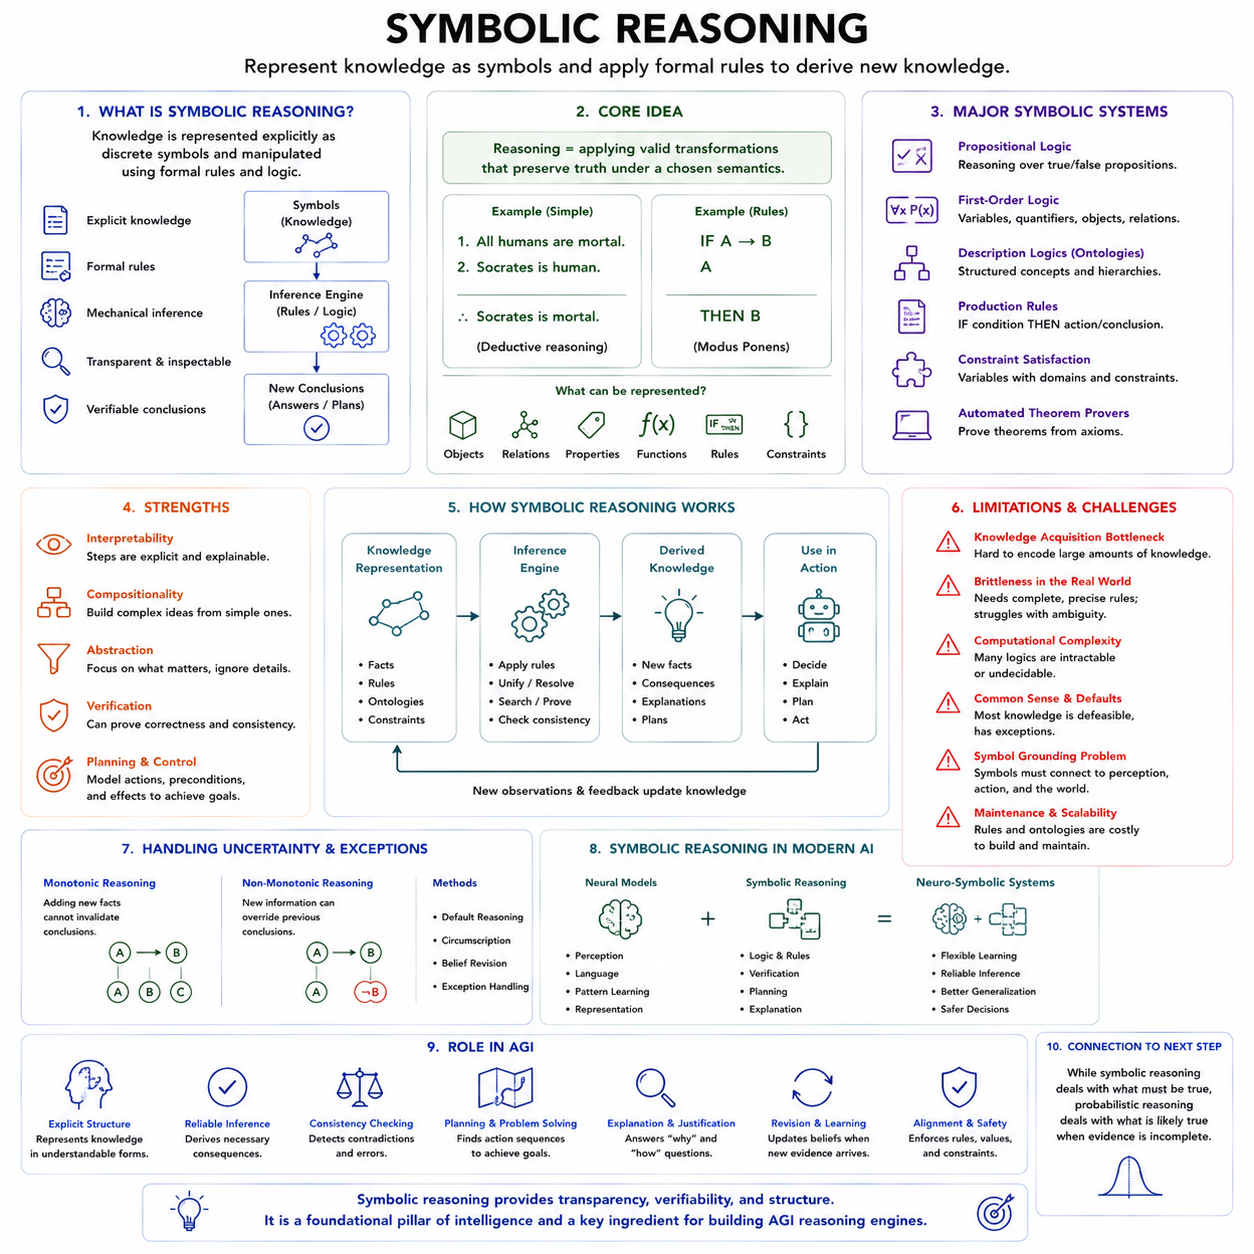 SYMBOLIC REASONING
Represent knowledge as symbols and apply formal rules to derive new knowledge.
1. WHAT IS SYMBOLIC REASONING?
Knowledge is represented explicitly as
discrete symbols and manipulated
using formal rules and logic.
Explicit knowledge
Formal rules
Mechanical inference
Transparent & inspectable
Verifiable conclusions
Symbols
(Knowledge)
Inference Engine
(Rules / Logic)
New Conclusions
(Answers / Plans)
2. CORE IDEA
Reasoning = applying valid transformations
that preserve truth under a chosen semantics.
Example (Simple)
1. All humans are mortal.
2. Socrates is human.
∴ Socrates is mortal.
(Deductive reasoning)
Example (Rules)
IF A → B
A
THEN B
(Modus Ponens)
What can be represented?
f(x)
IF
{ }
Objects
Relations
Properties
Functions
Rules
Constraints
3. MAJOR SYMBOLIC SYSTEMS
Propositional Logic
Reasoning over true/false propositions.
∀x P(x)
First-Order Logic
Variables, quantifiers, objects, relations.
Description Logics (Ontologies)
Structured concepts and hierarchies.
Production Rules
IF condition THEN action/conclusion.
Constraint Satisfaction
Variables with domains and constraints.
Automated Theorem Provers
Prove theorems from axioms.
4. STRENGTHS
Interpretability
Steps are explicit and explainable.
Compositionality
Build complex ideas from simple ones.
Abstraction
Focus on what matters, ignore details.
Verification
Can prove correctness and consistency.
Planning & Control
Model actions, preconditions,
and effects to achieve goals.
5. HOW SYMBOLIC REASONING WORKS
Knowledge
Representation
• Facts
• Rules
• Ontologies
• Constraints
Inference
Engine
• Apply rules
• Unify / Resolve
• Search / Prove
• Check consistency
Derived
Knowledge
• New facts
• Consequences
• Explanations
• Plans
Use in
Action
• Decide
• Explain
• Plan
• Act
New observations & feedback update knowledge
6. LIMITATIONS & CHALLENGES
Knowledge Acquisition Bottleneck
Hard to encode large amounts of knowledge.
Brittleness in the Real World
Needs complete, precise rules;
struggles with ambiguity.
Computational Complexity
Many logics are intractable
or undecidable.
Common Sense & Defaults
Most knowledge is defeasible,
has exceptions.
Symbol Grounding Problem
Symbols must connect to perception,
action, and the world.
Maintenance & Scalability
Rules and ontologies are costly
to build and maintain.
7. HANDLING UNCERTAINTY & EXCEPTIONS
Monotonic Reasoning
Adding new facts
cannot invalidate
conclusions.
A B
A B C
Non-Monotonic Reasoning
New information can
override previous
conclusions.
A B
A ¬B
Methods
• Default Reasoning
• Circumscription
• Belief Revision
• Exception Handling
8. SYMBOLIC REASONING IN MODERN AI
Neural Models
• Perception
• Language
• Pattern Learning
• Representation
+
Symbolic Reasoning
• Logic & Rules
• Verification
• Planning
• Explanation
=
Neuro-Symbolic Systems
+
• Flexible Learning
• Reliable Inference
• Better Generalization
• Safer Decisions
9. ROLE IN AGI
Explicit Structure
Represents knowledge
in understandable forms.
Reliable Inference
Derives necessary
consequences.
Consistency Checking
Detects contradictions
and errors.
Planning & Problem Solving
Finds action sequences
to achieve goals.
Explanation & Justification
Answers “why” and
“how” questions.
Revision & Learning
Updates beliefs when
new evidence arrives.
Alignment & Safety
Enforces rules, values,
and constraints.
10. CONNECTION TO NEXT STEP
While symbolic reasoning
deals with what must be true,
probabilistic reasoning
deals with what is likely true
when evidence is incomplete.
Symbolic reasoning provides transparency, verifiability, and structure.
It is a foundational pillar of intelligence and a key ingredient for building AGI reasoning engines.